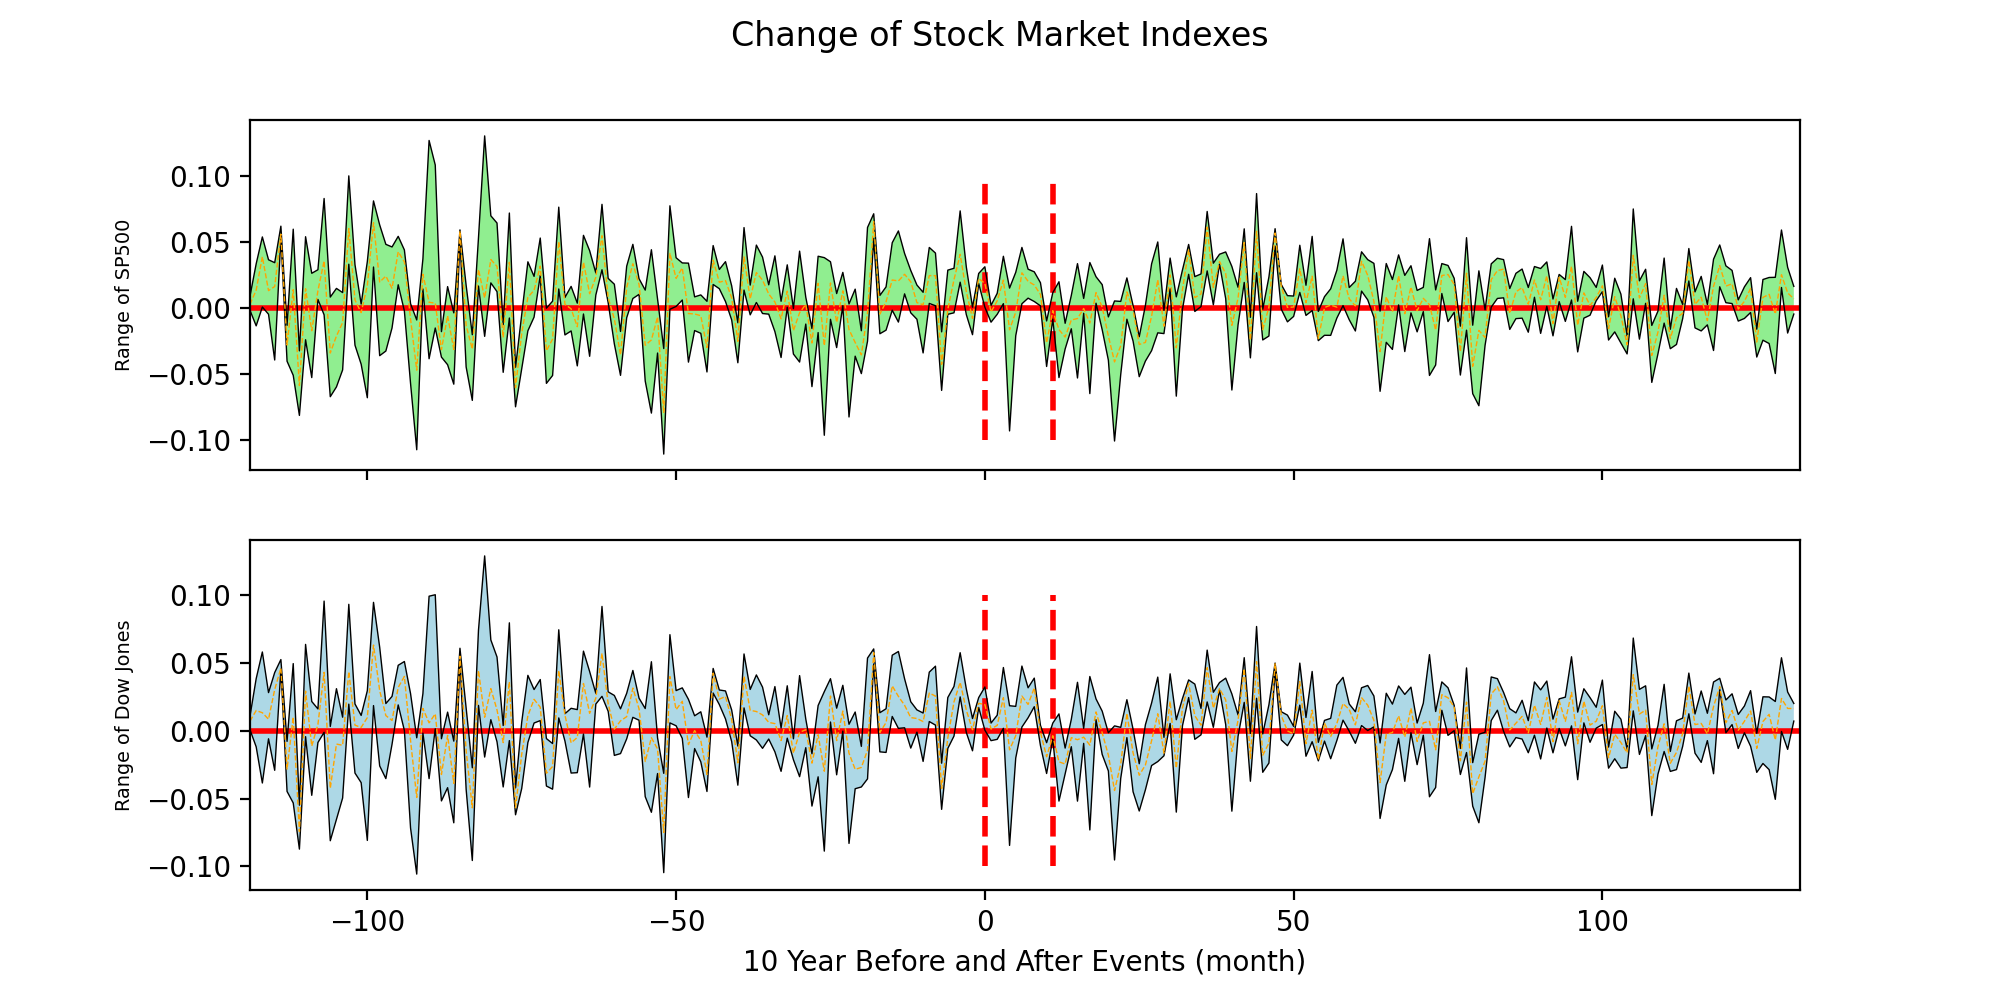 Change of Stock Market Indexes
0.10
0.05
0.00
−0.05
−0.10
Range of SP500
0.10
0.05
0.00
−0.05
−0.10
Range of Dow Jones
−100 −50 0 50 100
10 Year Before and After Events (month)